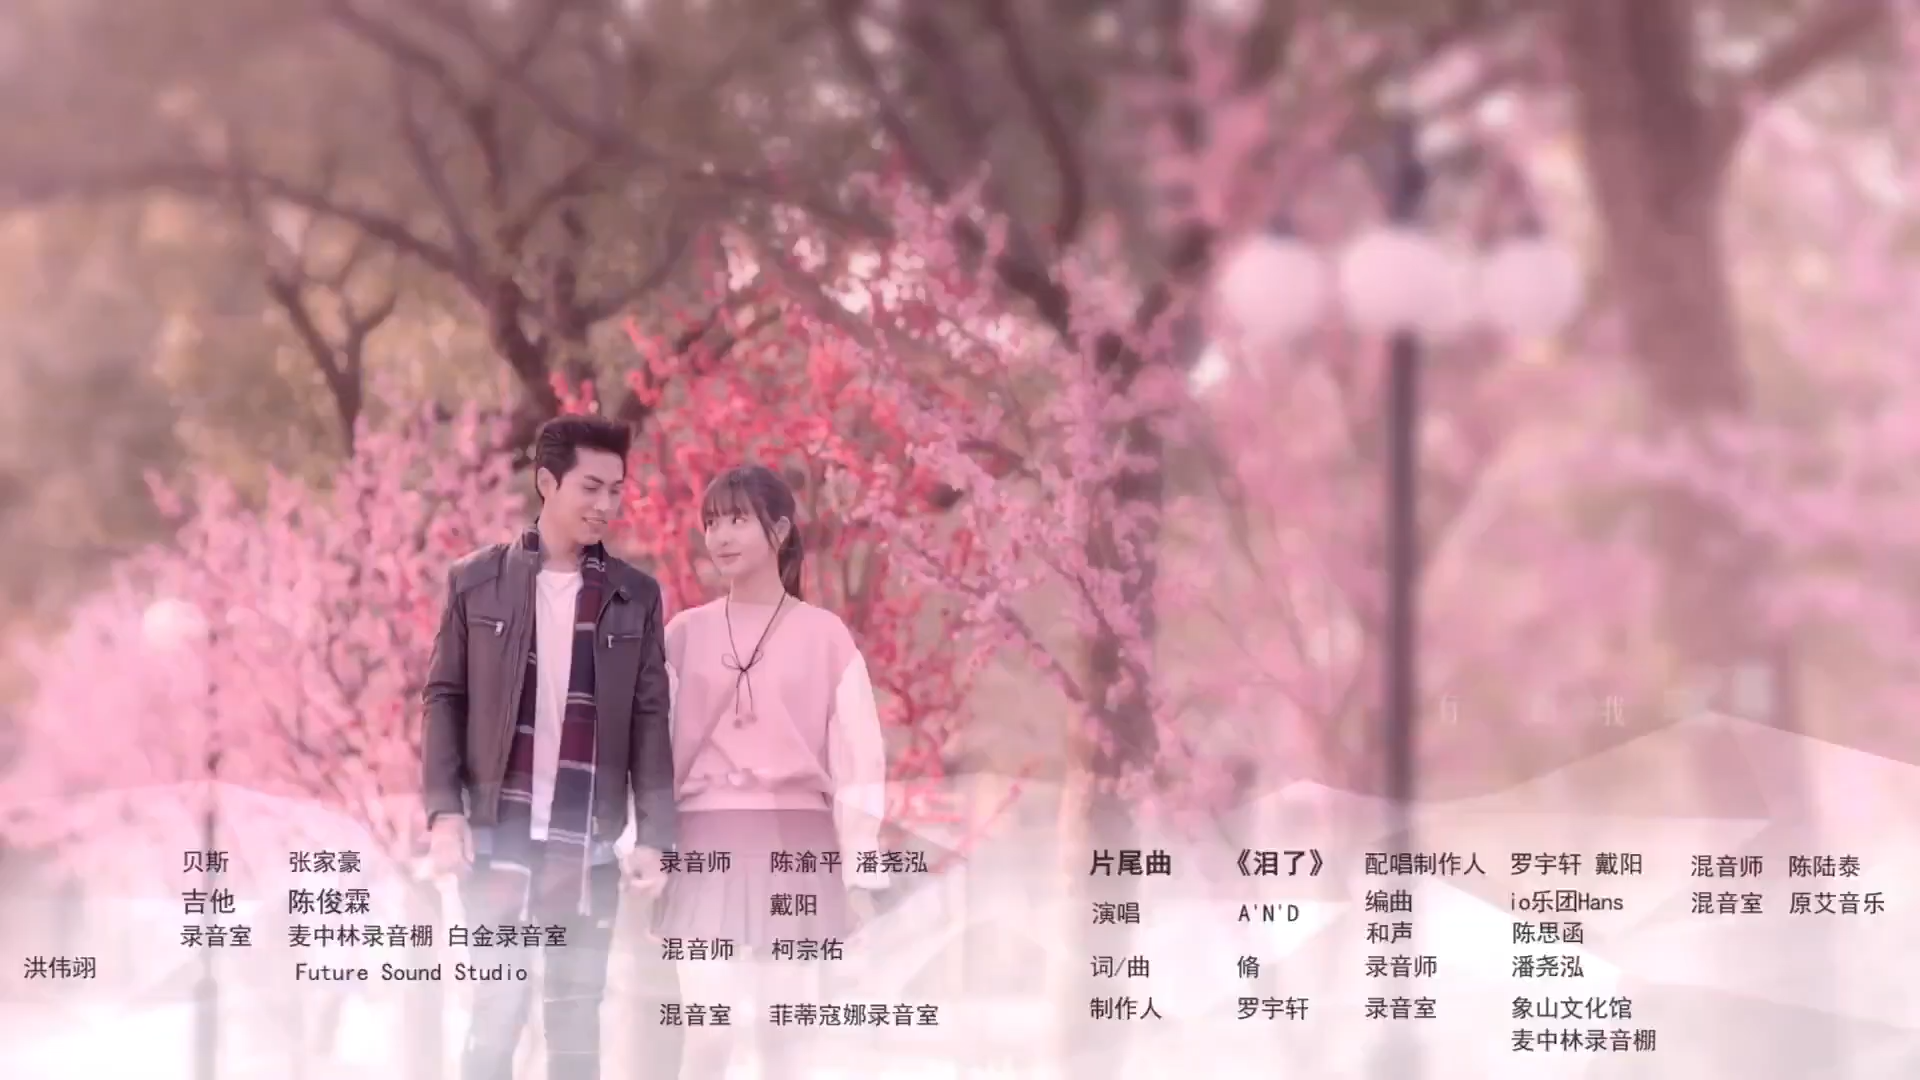 洪伟翊
贝斯 张家豪
吉他 陈俊霖
录音室 麦中林录音棚 白金录音室
Future Sound Studio
录音师 陈渝平 潘尧泓
戴阳
混音师 柯宗佑
混音室 菲蒂寇娜录音室
片尾曲 《泪了》
演唱 A'N'D
词/曲 脩
制作人 罗宇轩
配唱制作人 罗宇轩 戴阳
编曲 io乐团Hans
和声 陈思函
录音师 潘尧泓
录音室 象山文化馆
麦中林录音棚
混音师 陈陆泰
混音室 原艾音乐